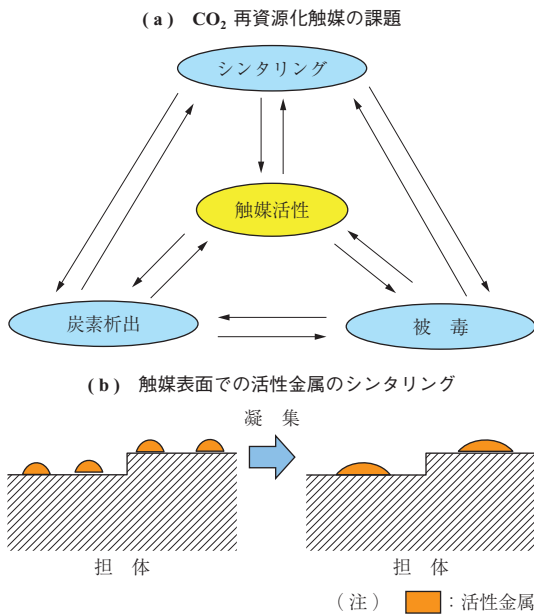 (a) CO₂ 再資源化触媒の課題
シンタリング
触媒活性
炭素析出
被 毒
(b) 触媒表面での活性金属のシンタリング
凝 集
担 体
担 体
(注) :活性金属